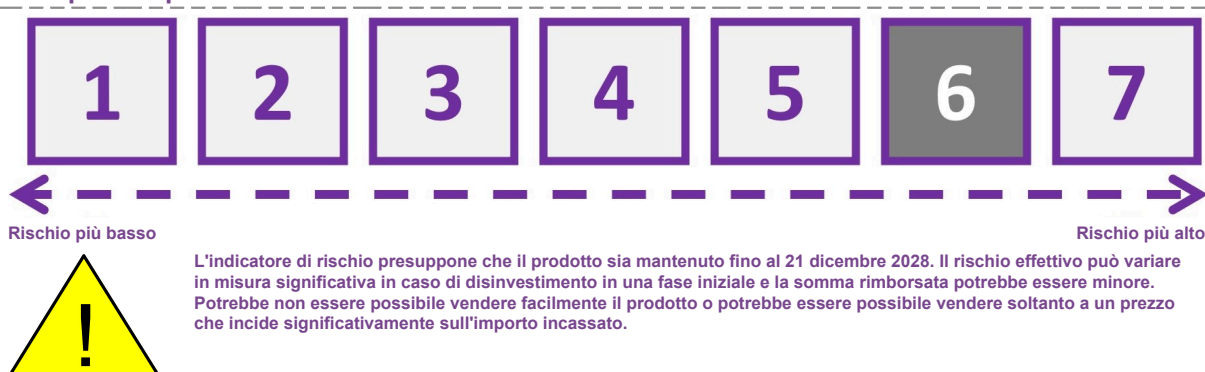 1 2 3 4 5 6 7
Rischio più basso Rischio più alto
L'indicatore di rischio presuppone che il prodotto sia mantenuto fino al 21 dicembre 2028. Il rischio effettivo può variare
in misura significativa in caso di disinvestimento in una fase iniziale e la somma rimborsata potrebbe essere minore.
Potrebbe non essere possibile vendere facilmente il prodotto o potrebbe essere possibile vendere soltanto a un prezzo
che incide significativamente sull'importo incassato.
!